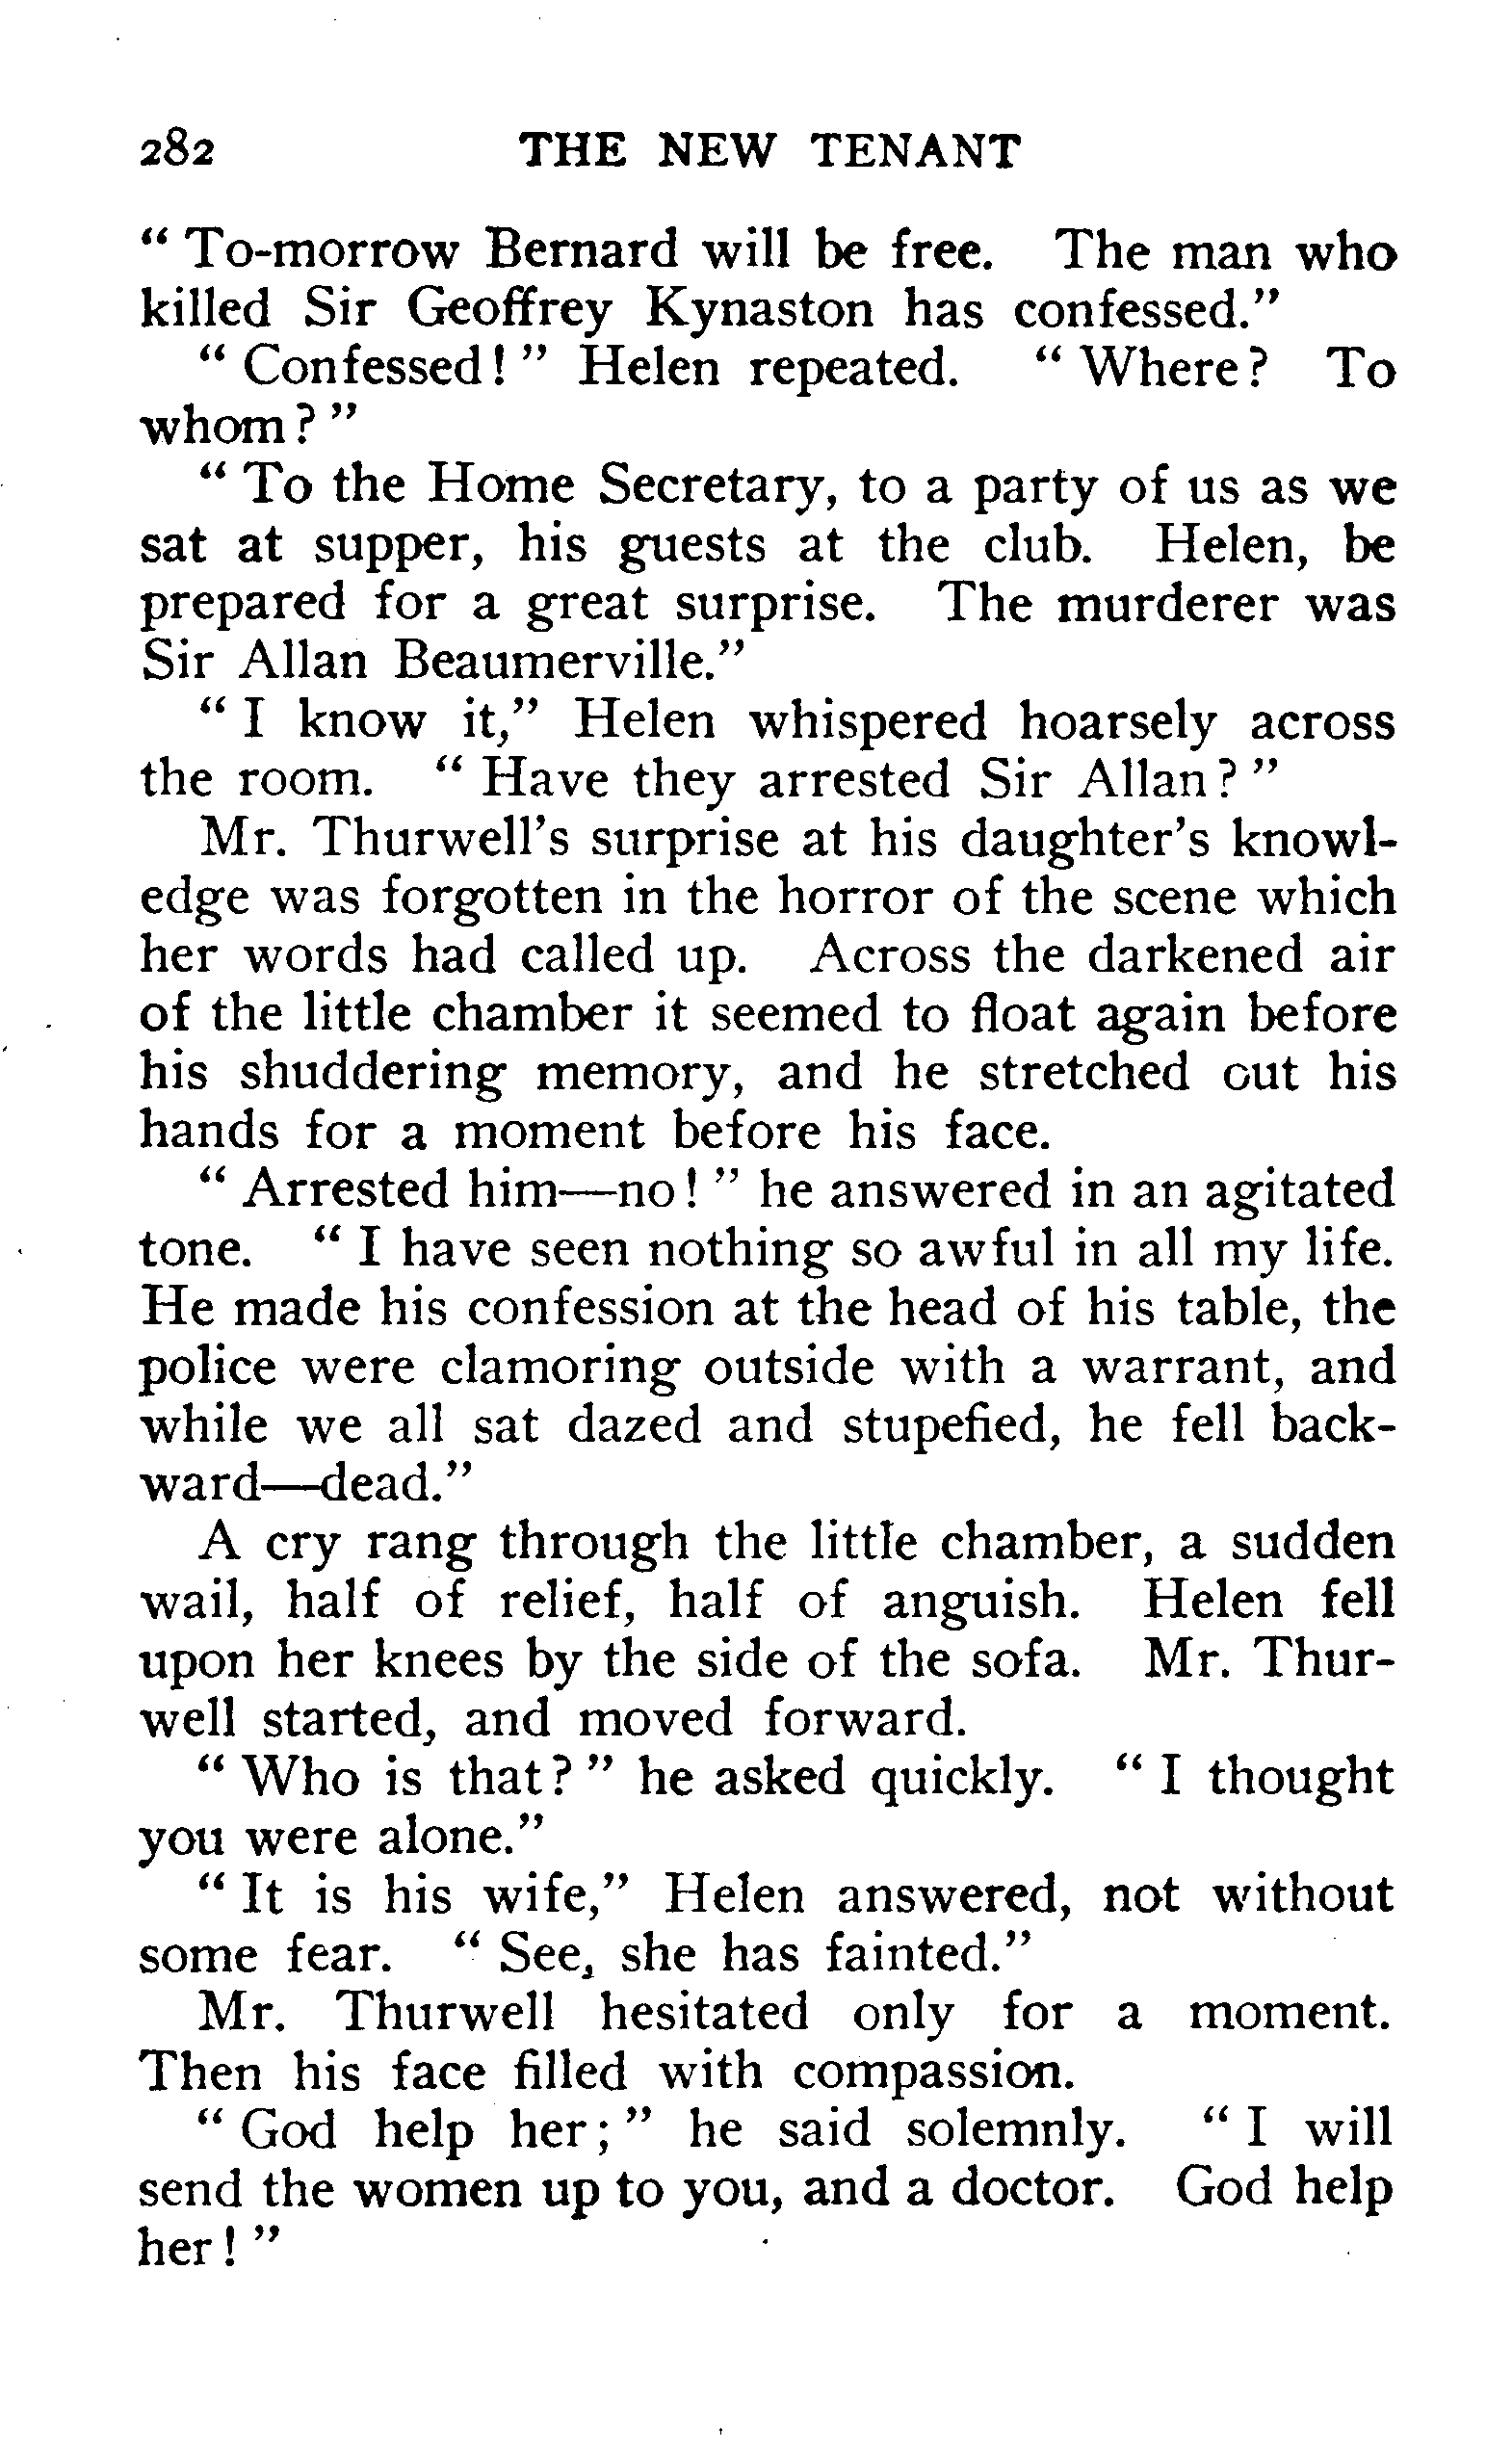 282 THE NEW TENANT
“ To-morrow Bernard will be free. The man who
killed Sir Geoffrey Kynaston has confessed.”
“ Confessed! ” Helen repeated. “ Where? To
whom? ”
“ To the Home Secretary, to a party of us as we
sat at supper, his guests at the club. Helen, be
prepared for a great surprise. The murderer was
Sir Allan Beaumerville.”
“ I know it,” Helen whispered hoarsely across
the room. “ Have they arrested Sir Allan? ”
Mr. Thurwell’s surprise at his daughter’s knowl-
edge was forgotten in the horror of the scene which
her words had called up. Across the darkened air
of the little chamber it seemed to float again before
his shuddering memory, and he stretched out his
hands for a moment before his face.
“ Arrested him—no! ” he answered in an agitated
tone. “ I have seen nothing so awful in all my life.
He made his confession at the head of his table, the
police were clamoring outside with a warrant, and
while we all sat dazed and stupefied, he fell back-
ward—dead.”
A cry rang through the little chamber, a sudden
wail, half of relief, half of anguish. Helen fell
upon her knees by the side of the sofa. Mr. Thur-
well started, and moved forward.
“ Who is that? ” he asked quickly. “ I thought
you were alone.”
“ It is his wife,” Helen answered, not without
some fear. “ See, she has fainted.”
Mr. Thurwell hesitated only for a moment.
Then his face filled with compassion.
“ God help her; ” he said solemnly. “ I will
send the women up to you, and a doctor. God help
her! ”